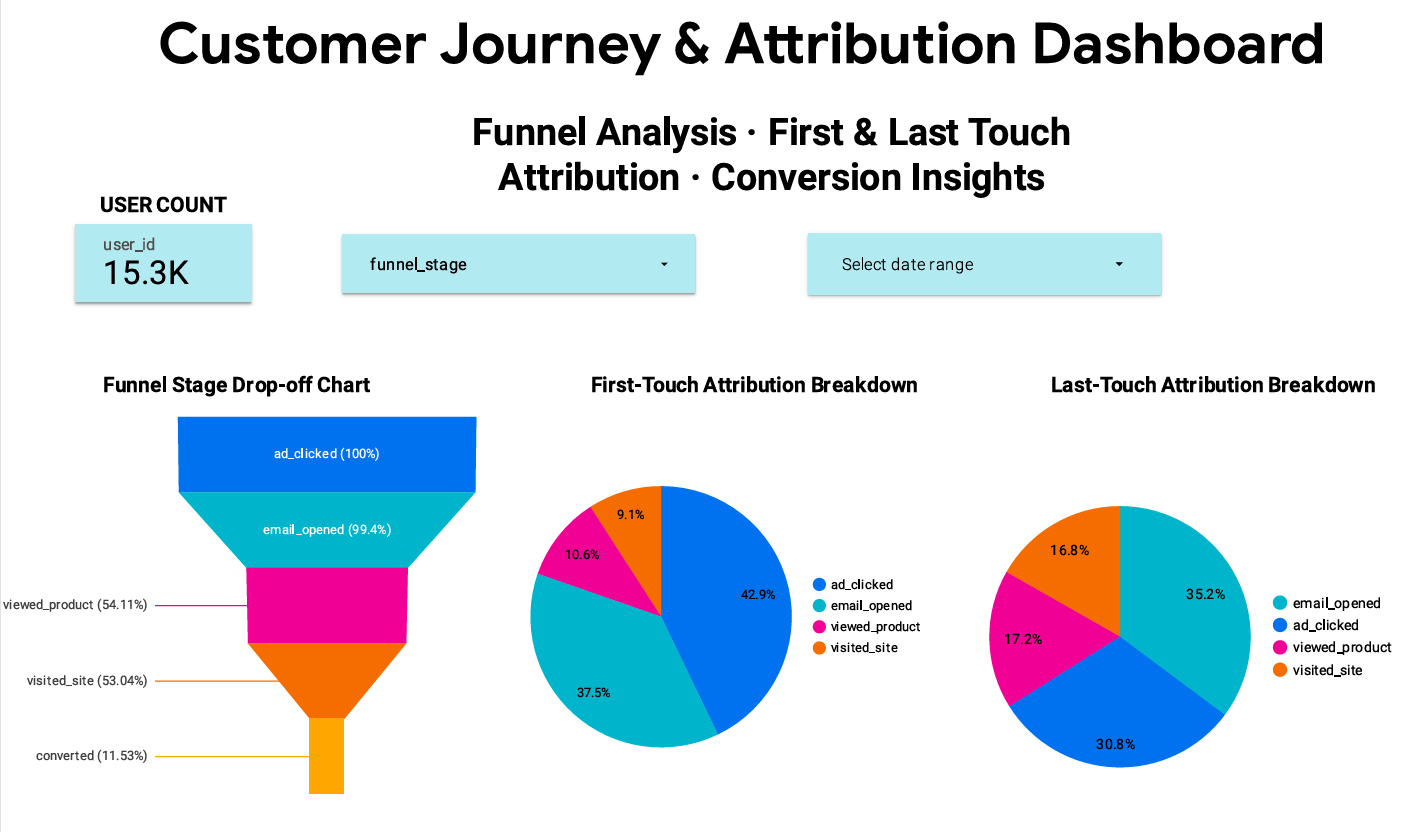 Customer Journey & Attribution Dashboard
Funnel Analysis · First & Last Touch
Attribution · Conversion Insights
USER COUNT
user_id
15.3K
funnel_stage
Select date range
Funnel Stage Drop-off Chart
ad_clicked (100%)
email_opened (99.4%)
viewed_product (54.11%)
visited_site (53.04%)
converted (11.53%)
First-Touch Attribution Breakdown
9.1%
10.6%
42.9%
37.5%
ad_clicked
email_opened
viewed_product
visited_site
Last-Touch Attribution Breakdown
16.8%
35.2%
17.2%
30.8%
email_opened
ad_clicked
viewed_product
visited_site